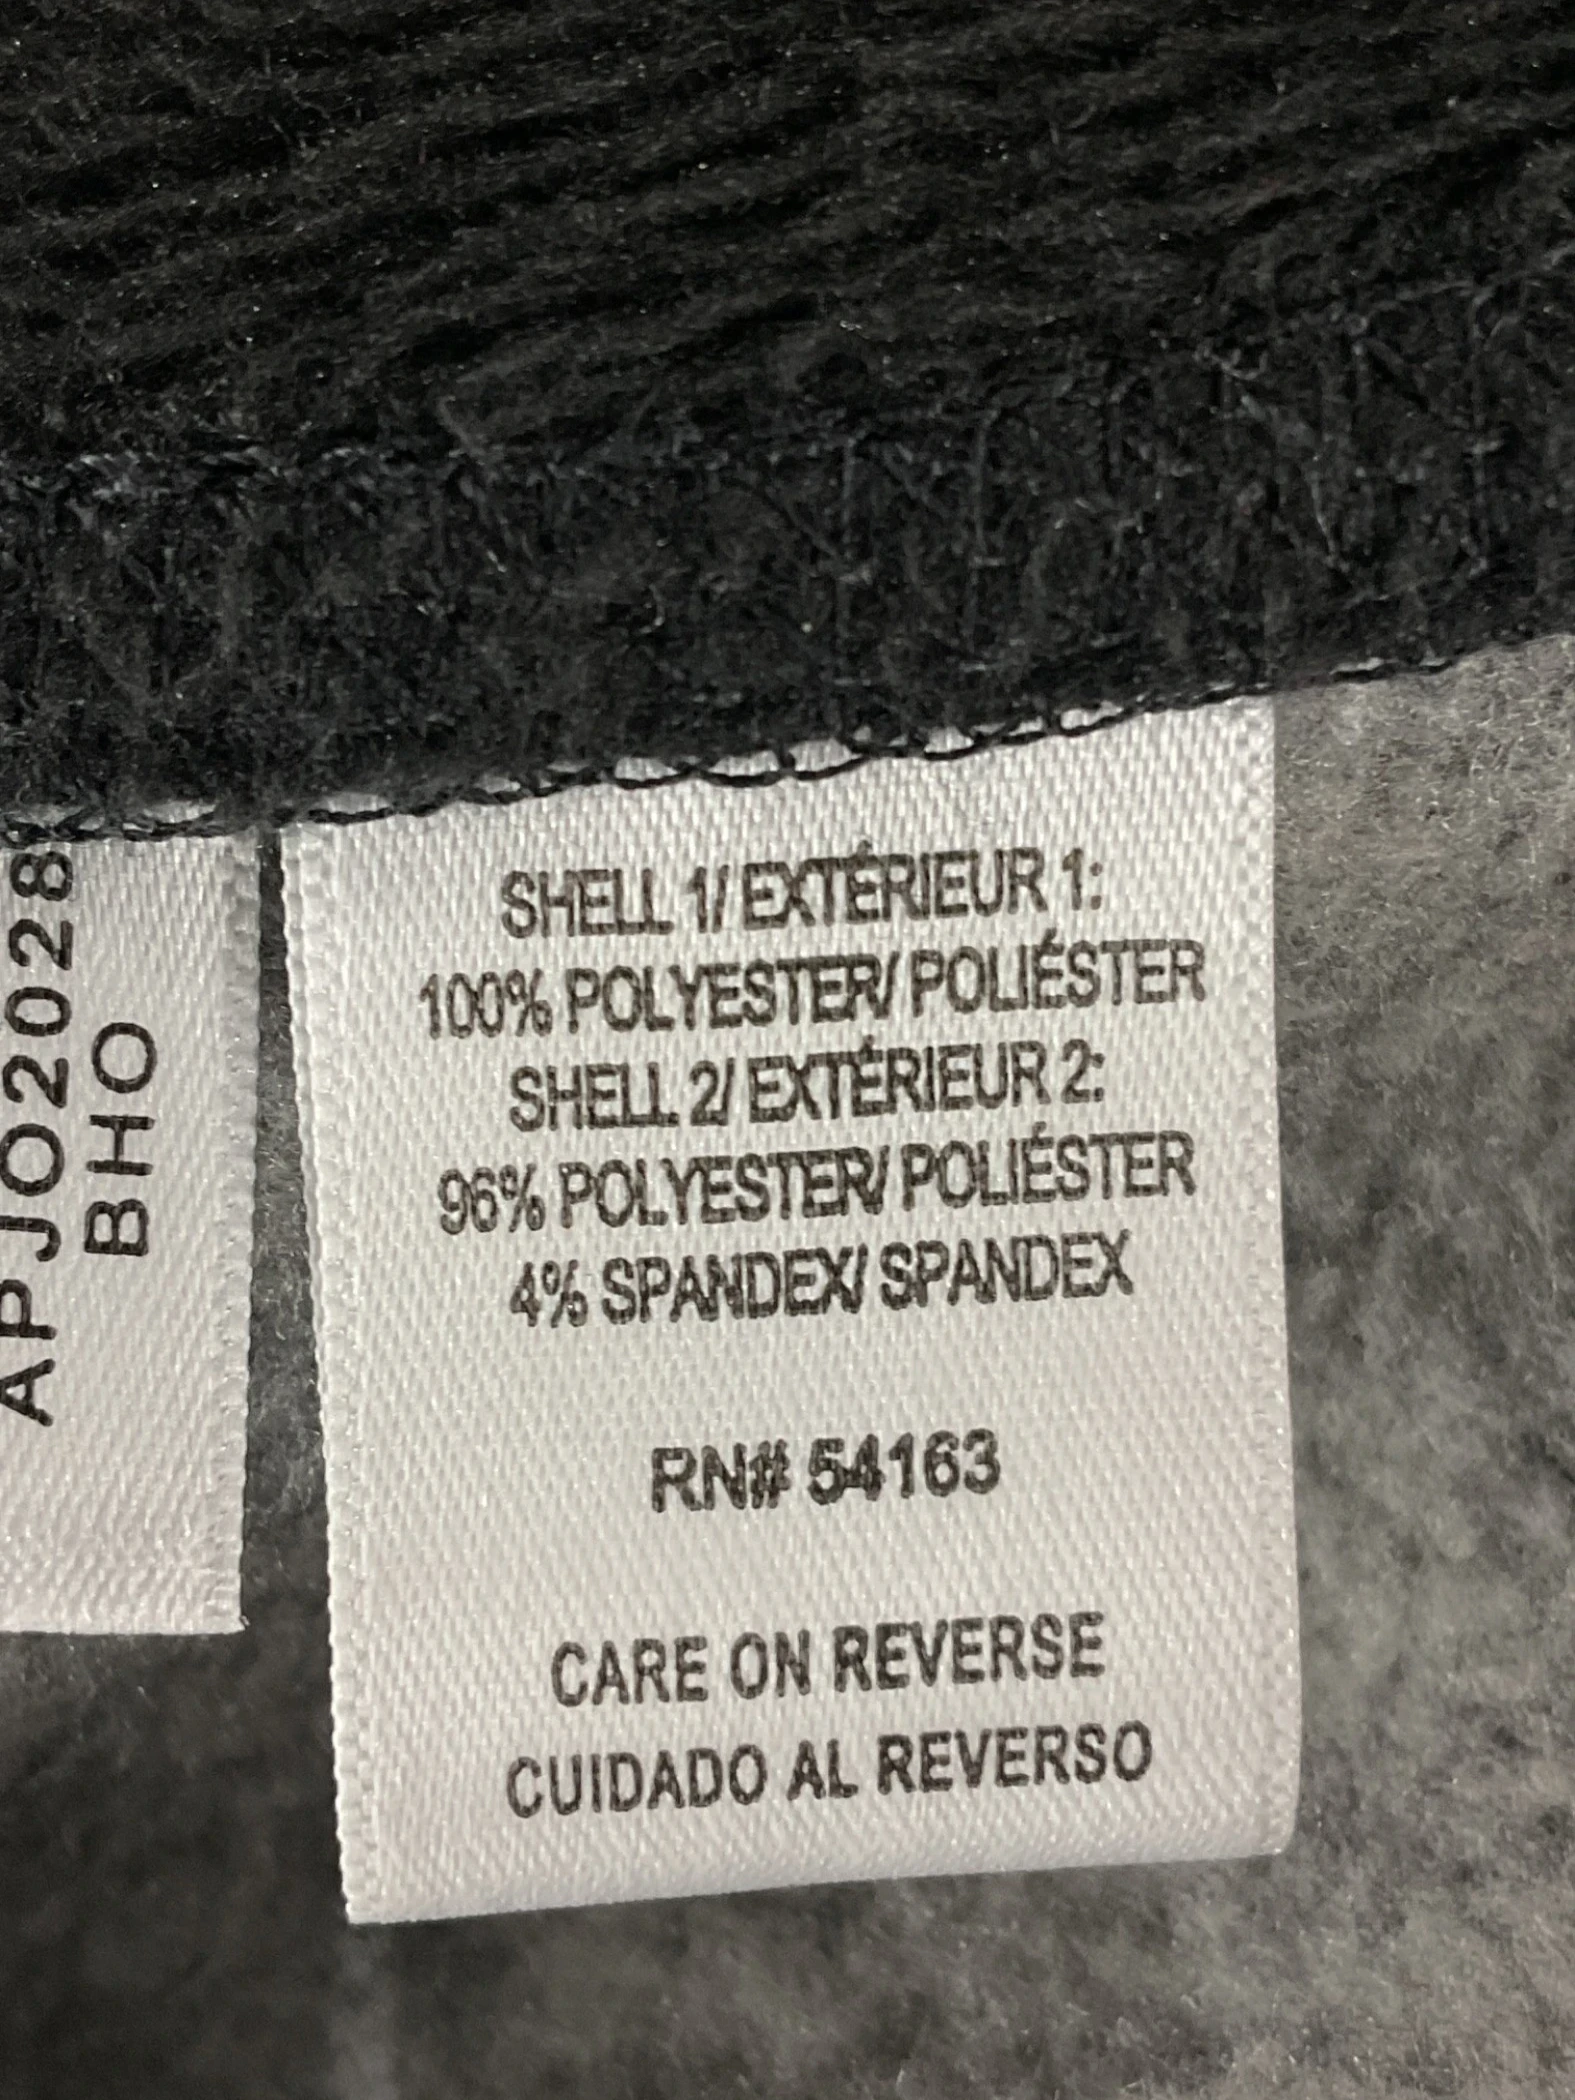 APJO2028
BHO
SHELL 1/ EXTÉRIEUR 1:
100% POLYESTER/ POLIÉSTER
SHELL 2/ EXTÉRIEUR 2:
96% POLYESTER/ POLIÉSTER
4% SPANDEX/ SPANDEX
RN# 54163
CARE ON REVERSE
CUIDADO AL REVERSO